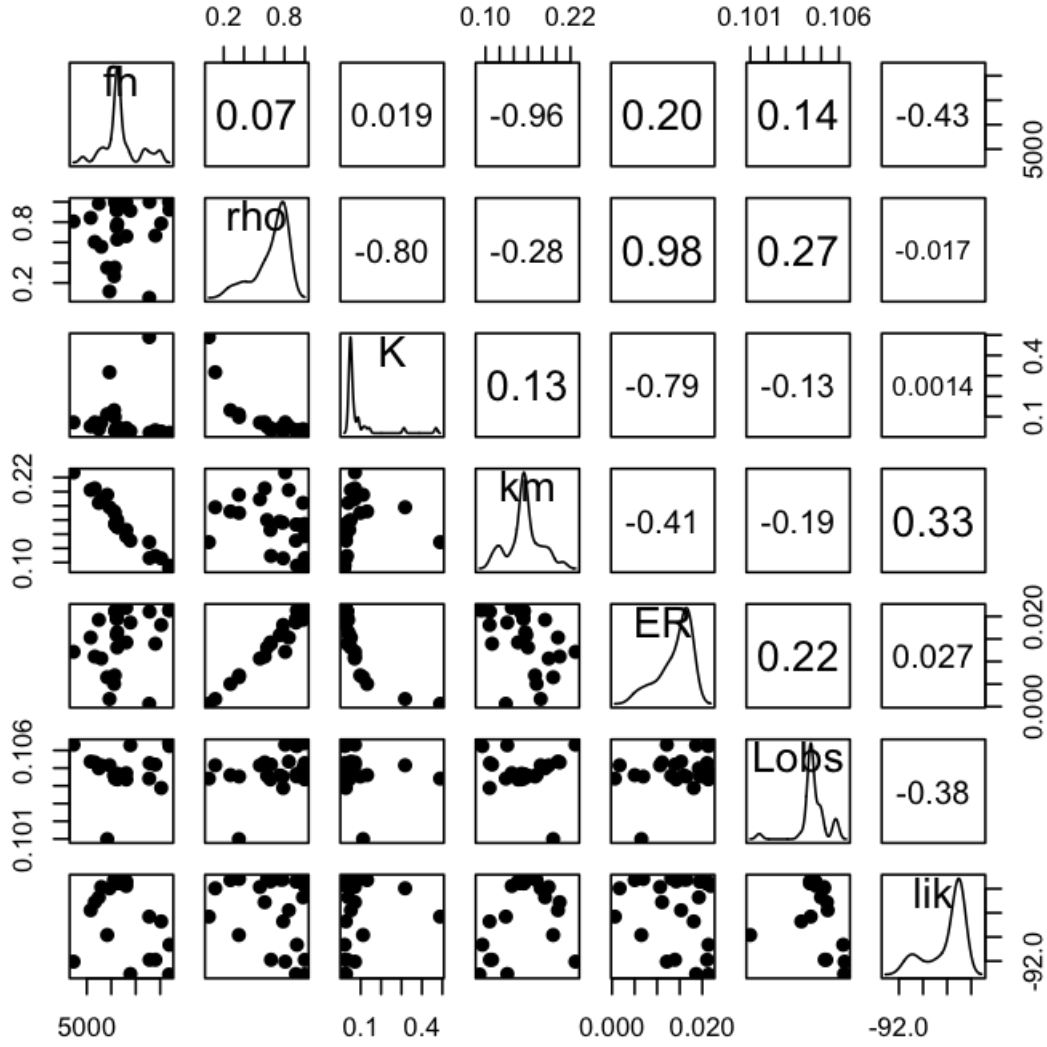 0.2 0.8 0.10 0.22 0.101 0.106
fh 0.07 0.019 -0.96 0.20 0.14 -0.43 5000
0.2 0.8 rho -0.80 -0.28 0.98 0.27 -0.017
K 0.13 -0.79 -0.13 0.0014 0.1 0.4
0.10 0.22 km -0.41 -0.19 0.33
ER 0.22 0.027 0.000 0.020
0.101 0.106 Lobs -0.38
lik -92.0
5000 0.1 0.4 0.000 0.020 -92.0